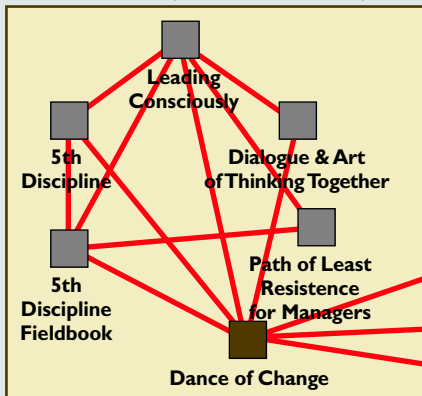 Leading
Consciously
5th
Discipline
Dialogue & Art
of Thinking Together
5th
Discipline
Fieldbook
Path of Least
Resistence
for Managers
Dance of Change